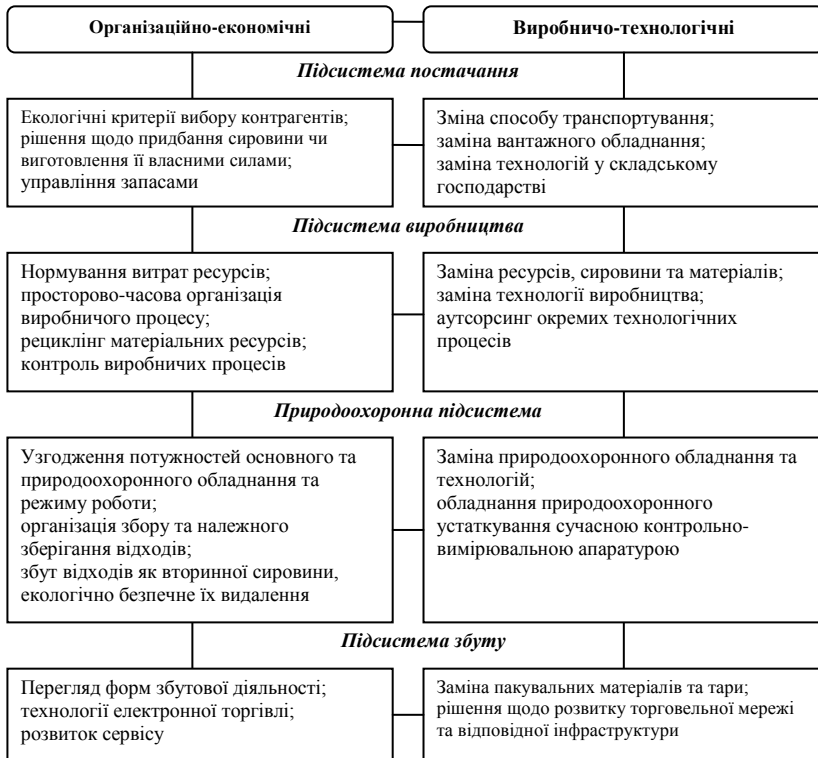 Організаційно-економічні
Виробничо-технологічні
Підсистема постачання
Екологічні критерії вибору контрагентів;
рішення щодо придбання сировини чи
виготовлення її власними силами;
управління запасами
Зміна способу транспортування;
заміна вантажного обладнання;
заміна технологій у складському
господарстві
Підсистема виробництва
Нормування витрат ресурсів;
просторово-часова організація
виробничого процесу;
рециклінг матеріальних ресурсів;
контроль виробничих процесів
Заміна ресурсів, сировини та матеріалів;
заміна технології виробництва;
аутсорсинг окремих технологічних
процесів
Природоохоронна підсистема
Узгодження потужностей основного та
природоохоронного обладнання та
режиму роботи;
організація збору та належного
зберігання відходів;
збут відходів як вторинної сировини,
екологічно безпечне їх видалення
Заміна природоохоронного обладнання та
технологій;
обладнання природоохоронного
устаткування сучасною контрольно-
вимірювальною апаратурою
Підсистема збуту
Перегляд форм збутової діяльності;
технології електронної торгівлі;
розвиток сервісу
Заміна пакувальних матеріалів та тари;
рішення щодо розвитку торговельної мережі
та відповідної інфраструктури